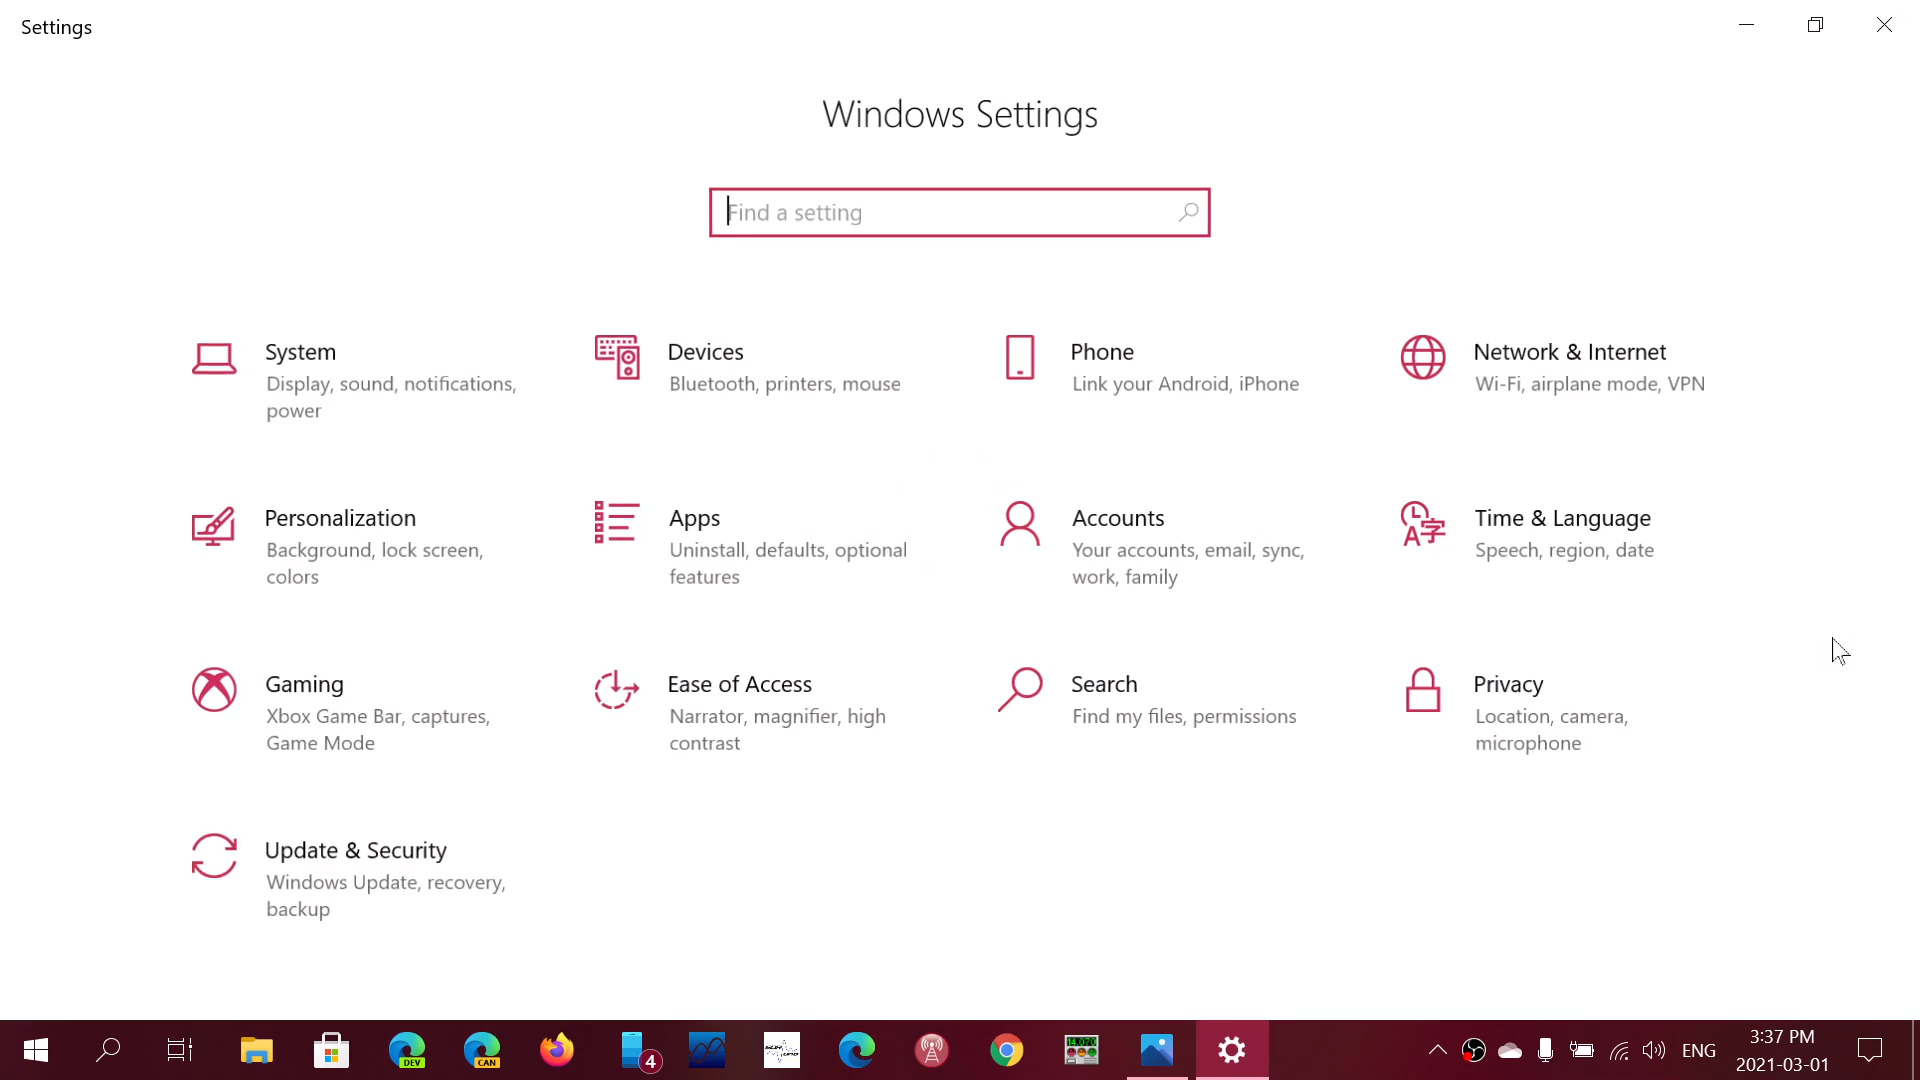 Settings
Windows Settings
Find a setting
System
Display, sound, notifications,
power
Devices
Bluetooth, printers, mouse
Phone
Link your Android, iPhone
Network & Internet
Wi-Fi, airplane mode, VPN
Personalization
Background, lock screen,
colors
Apps
Uninstall, defaults, optional
features
Accounts
Your accounts, email, sync,
work, family
Time & Language
Speech, region, date
Gaming
Xbox Game Bar, captures,
Game Mode
Ease of Access
Narrator, magnifier, high
contrast
Search
Find my files, permissions
Privacy
Location, camera,
microphone
Update & Security
Windows Update, recovery,
backup
DEV
CAN
4
14.070
ENG
3:37 PM
2021-03-01